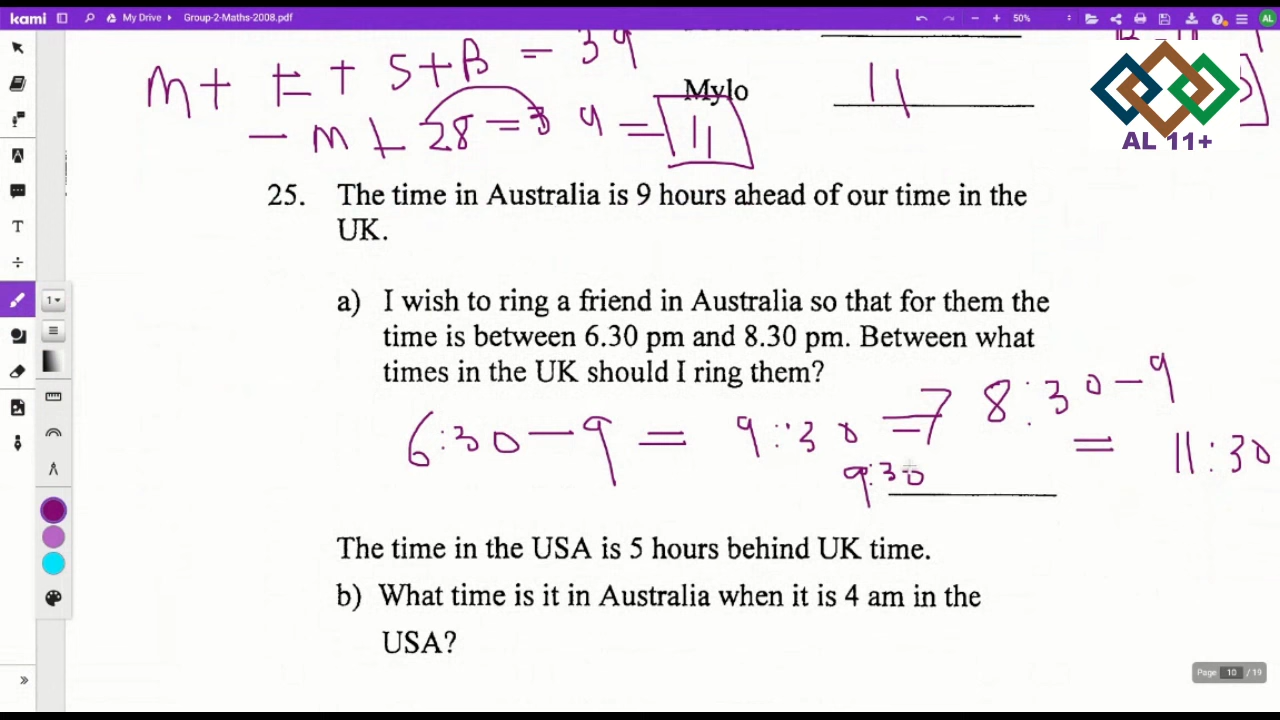 kami My Drive Group-2-Maths-2008.pdf 50% AL
M + E + S + B = 39
- M + 28 = 39 = 11
Mylo 11
AL 11+
25. The time in Australia is 9 hours ahead of our time in the
UK.
a) I wish to ring a friend in Australia so that for them the
time is between 6.30 pm and 8.30 pm. Between what
times in the UK should I ring them?
8:30 - 9
6:30 - 9 = 9:30 = 7
= 11:30
9:30
The time in the USA is 5 hours behind UK time.
b) What time is it in Australia when it is 4 am in the
USA?
Page 10 / 19